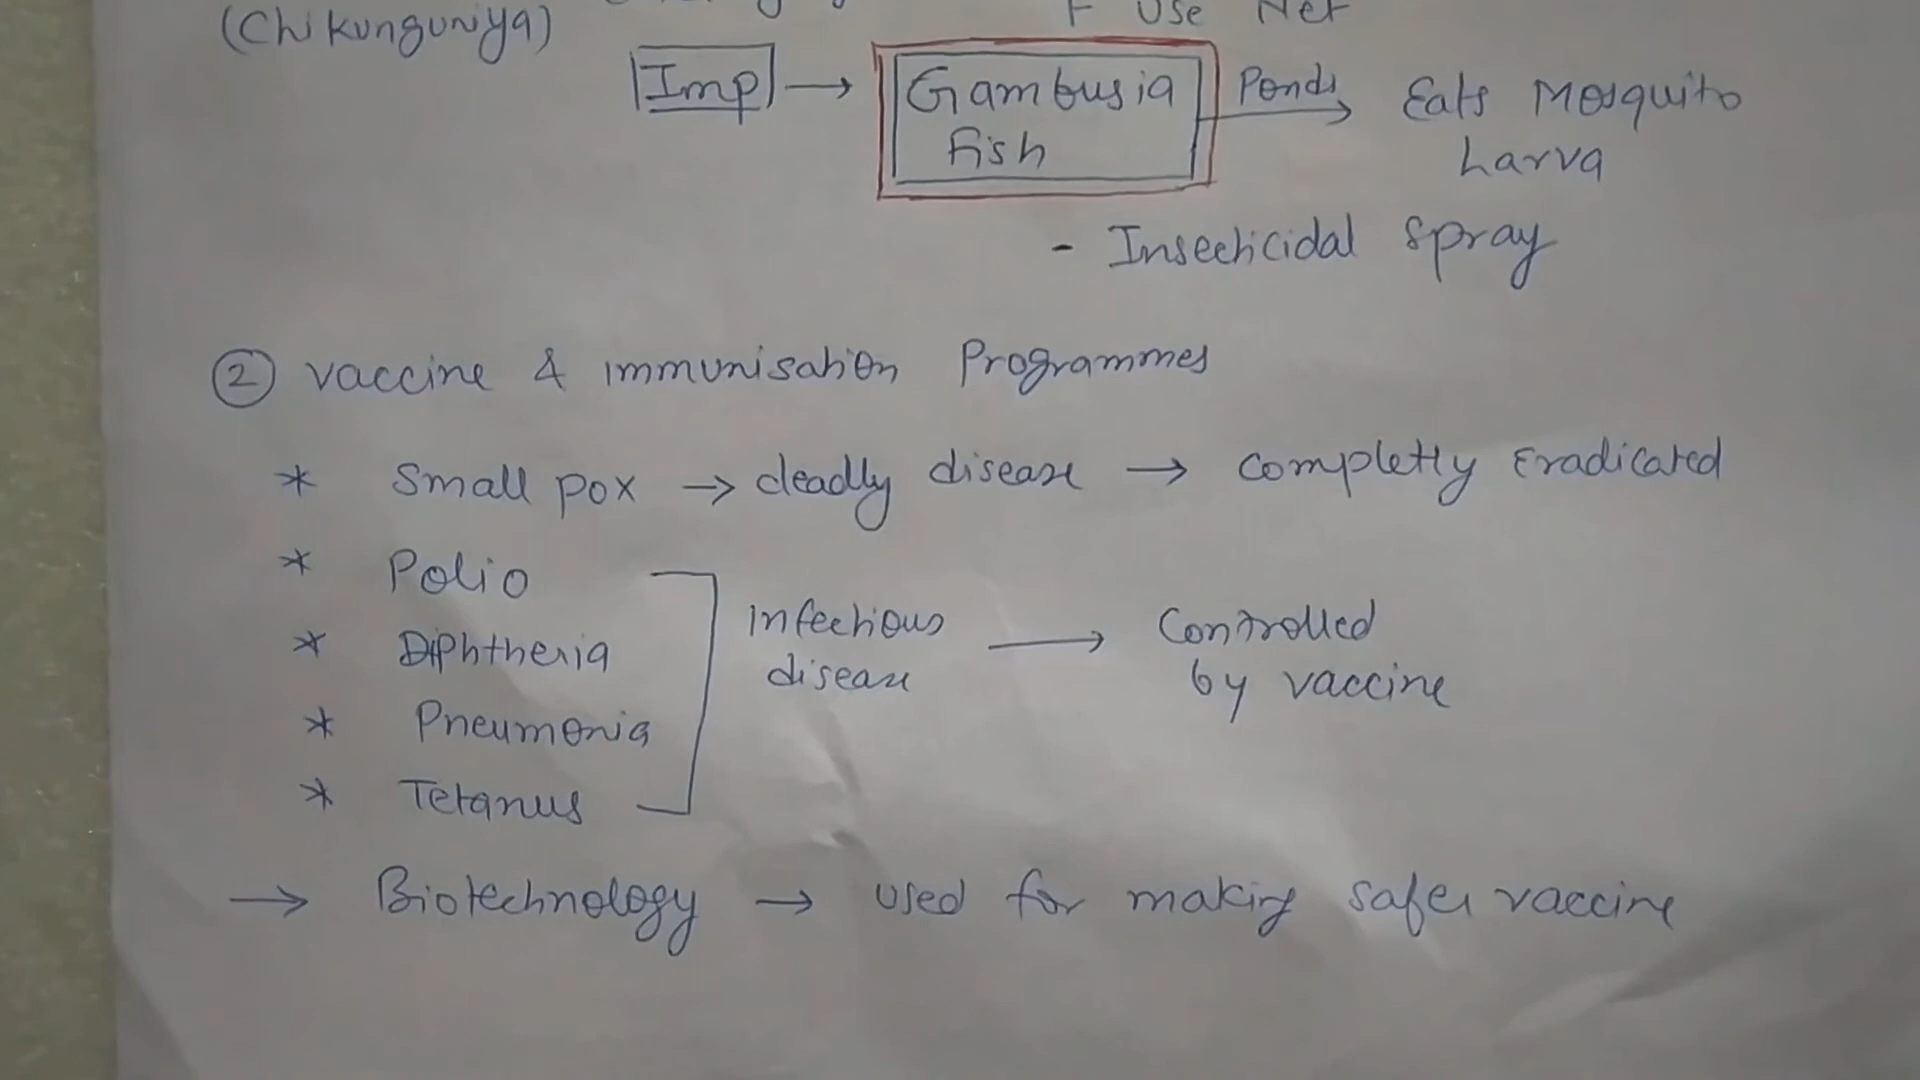 (Chikunguniya)
Use Net
Imp → Gambusia Fish Ponds → Eats Mosquito
Larva
- Insecticidal Spray
② vaccine & immunisation Programmes
* Small pox → deadly disease → completly Eradicated
* Polio
* Diphtheria
* Pneumonia
* Tetanus
Infectious
disease → Controlled
by vaccine
→ Biotechnology → used for making safer vaccine